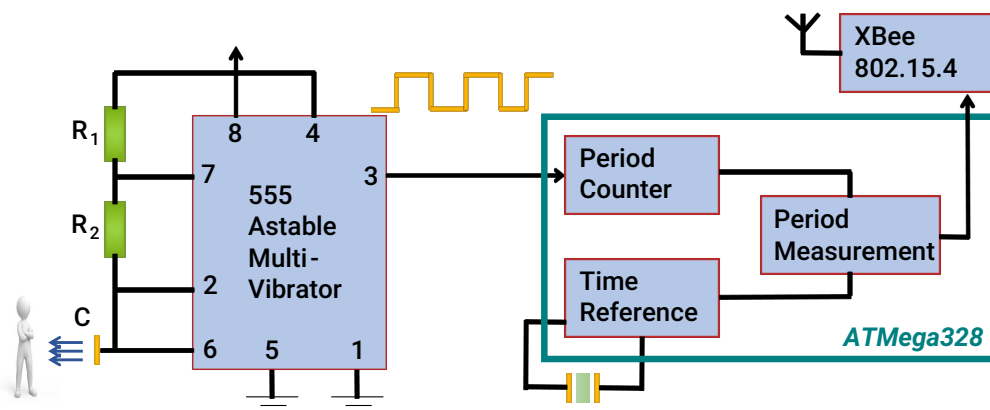 XBee
802.15.4
R1
8
4
7
3
555
Astable
Multi-
Vibrator
R2
2
C
6
5
1
Period
Counter
Period
Measurement
Time
Reference
ATMega328